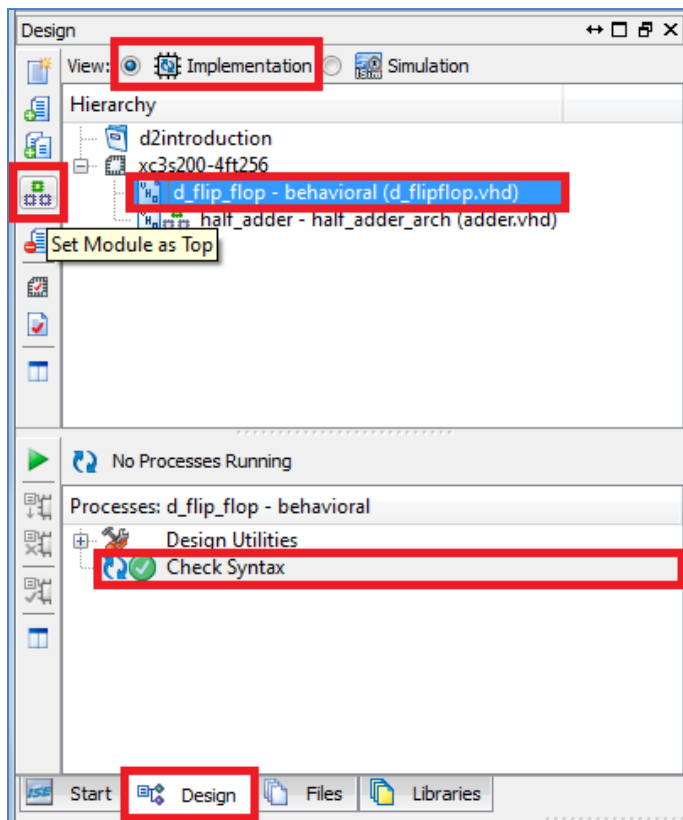 Design
View: Implementation Simulation
Hierarchy
d2introduction
xc3s200-4ft256
d_flip_flop - behavioral (d_flipflop.vhd)
half_adder - half_adder_arch (adder.vhd)
Set Module as Top
No Processes Running
Processes: d_flip_flop - behavioral
Design Utilities
Check Syntax
ISE Start Design Files Libraries